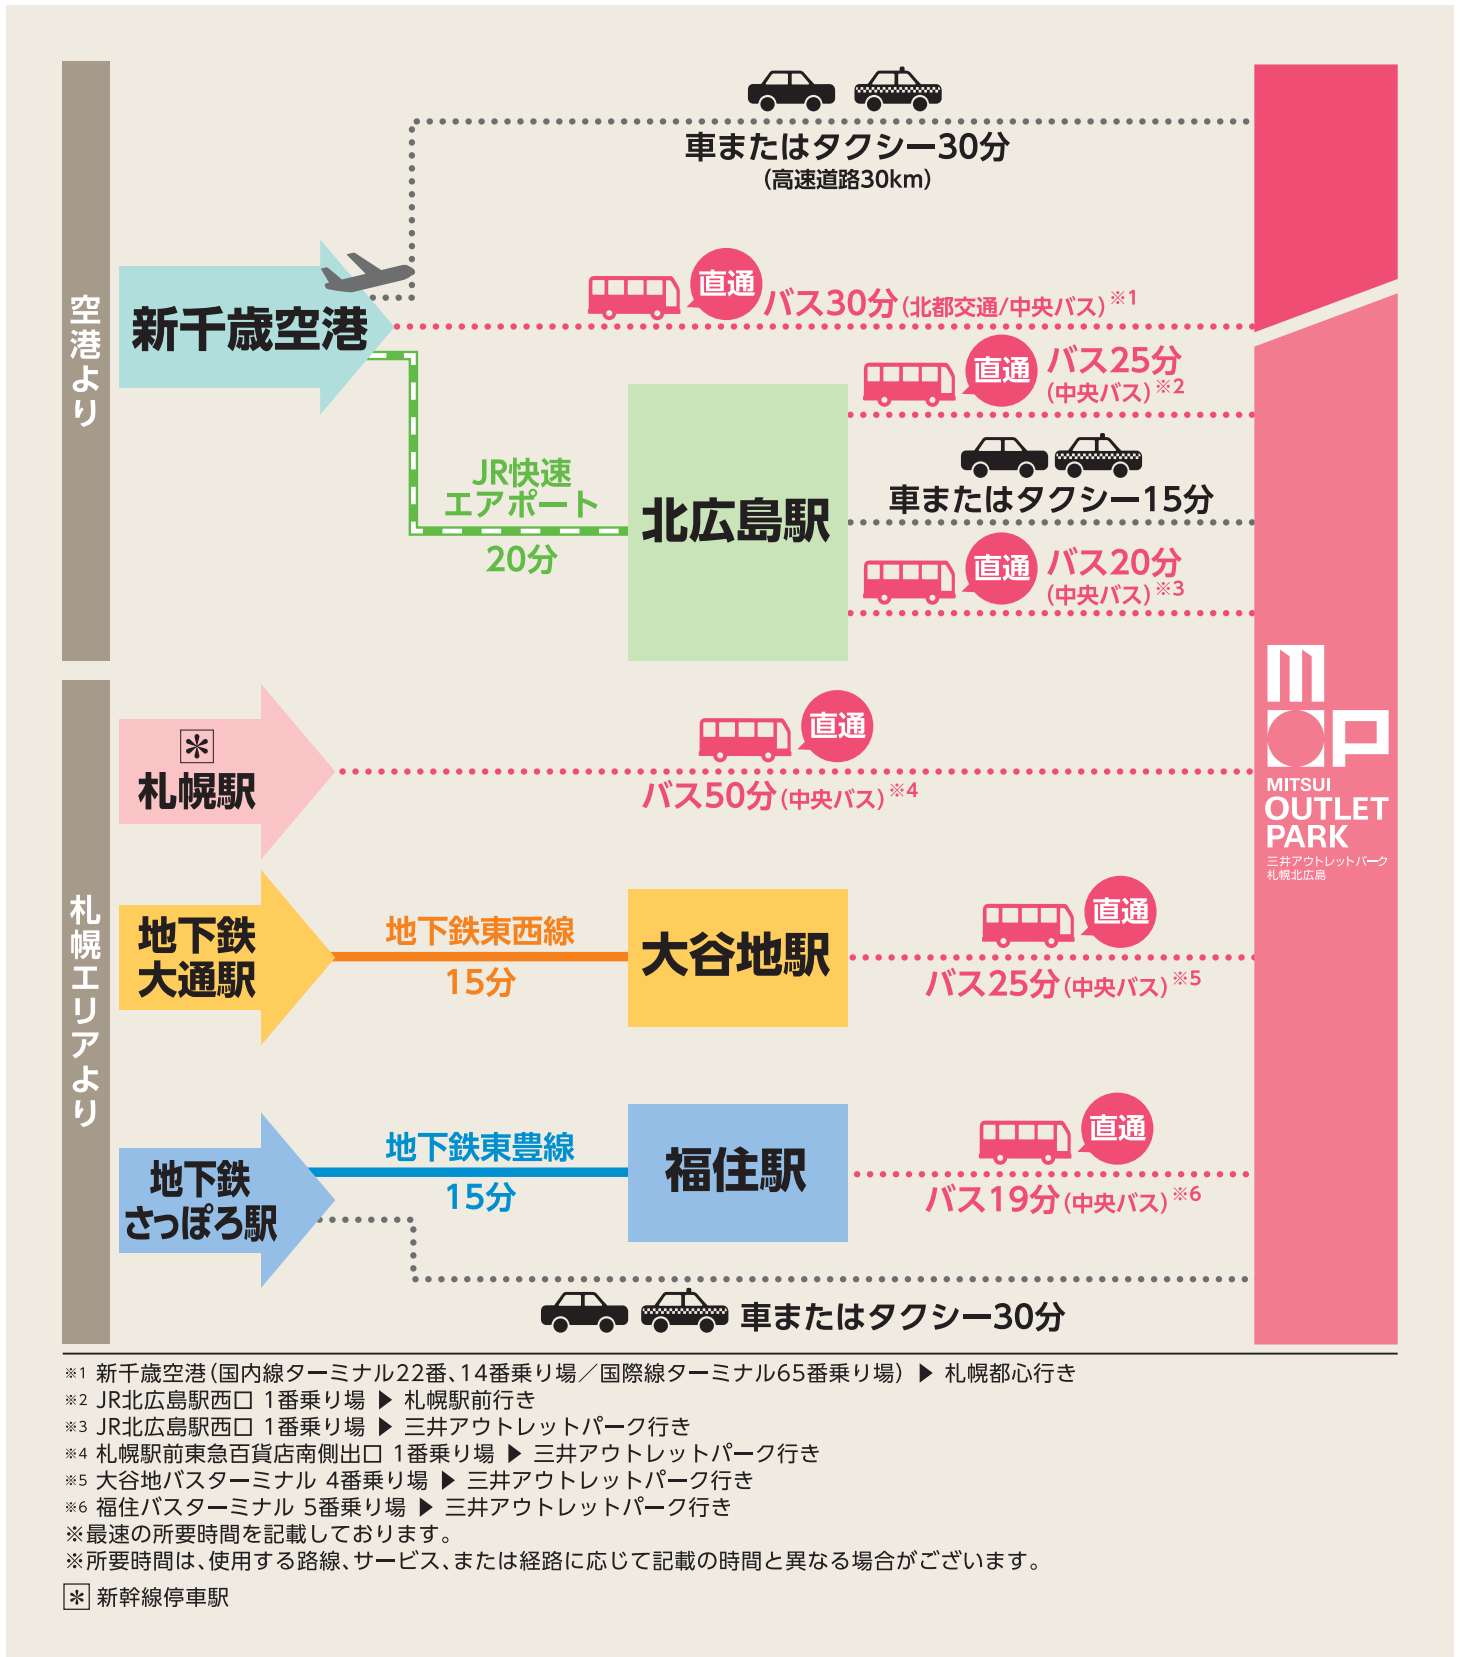 空港より
車またはタクシー30分
(高速道路30km)
新千歳空港
直通
バス30分(北都交通/中央バス)※1
直通
バス25分
(中央バス)※2
車またはタクシー15分
JR快速
エアポート
20分
北広島駅
直通
バス20分
(中央バス)※3
札幌エリアより
＊
札幌駅
直通
バス50分(中央バス)※4
地下鉄
大通駅
地下鉄東西線
15分
大谷地駅
直通
バス25分(中央バス)※5
地下鉄
さっぽろ駅
地下鉄東豊線
15分
福住駅
直通
バス19分(中央バス)※6
車またはタクシー30分
MOP
MITSUI
OUTLET
PARK
三井アウトレットパーク
札幌北広島
※1 新千歳空港(国内線ターミナル22番、14番乗り場／国際線ターミナル65番乗り場) ▶ 札幌都心行き
※2 JR北広島駅西口 1番乗り場 ▶ 札幌駅前行き
※3 JR北広島駅西口 1番乗り場 ▶ 三井アウトレットパーク行き
※4 札幌駅前東急百貨店南側出口 1番乗り場 ▶ 三井アウトレットパーク行き
※5 大谷地バスターミナル 4番乗り場 ▶ 三井アウトレットパーク行き
※6 福住バスターミナル 5番乗り場 ▶ 三井アウトレットパーク行き
※最速の所要時間を記載しております。
※所要時間は、使用する路線、サービス、または経路に応じて記載の時間と異なる場合がございます。
＊ 新幹線停車駅